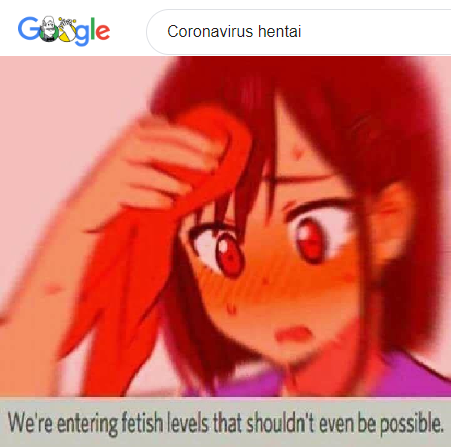 Google
Coronavirus hentai
We're entering fetish levels that shouldn't even be possible.